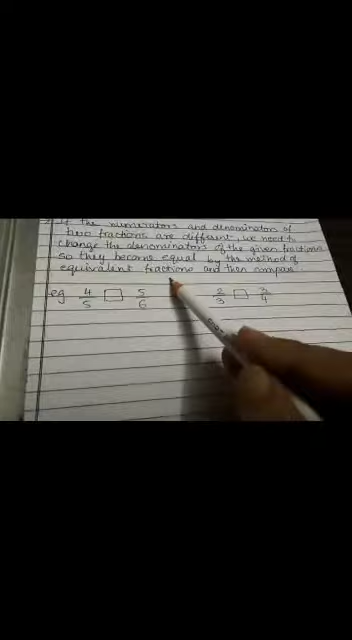 If the numerators and denominators of
two fractions are different, we need to
change the denominators of the given fractions
so they become equal by the method of
equivalent fractions and then compare
eg 4/5 □ 5/6 2/3 □ 3/4